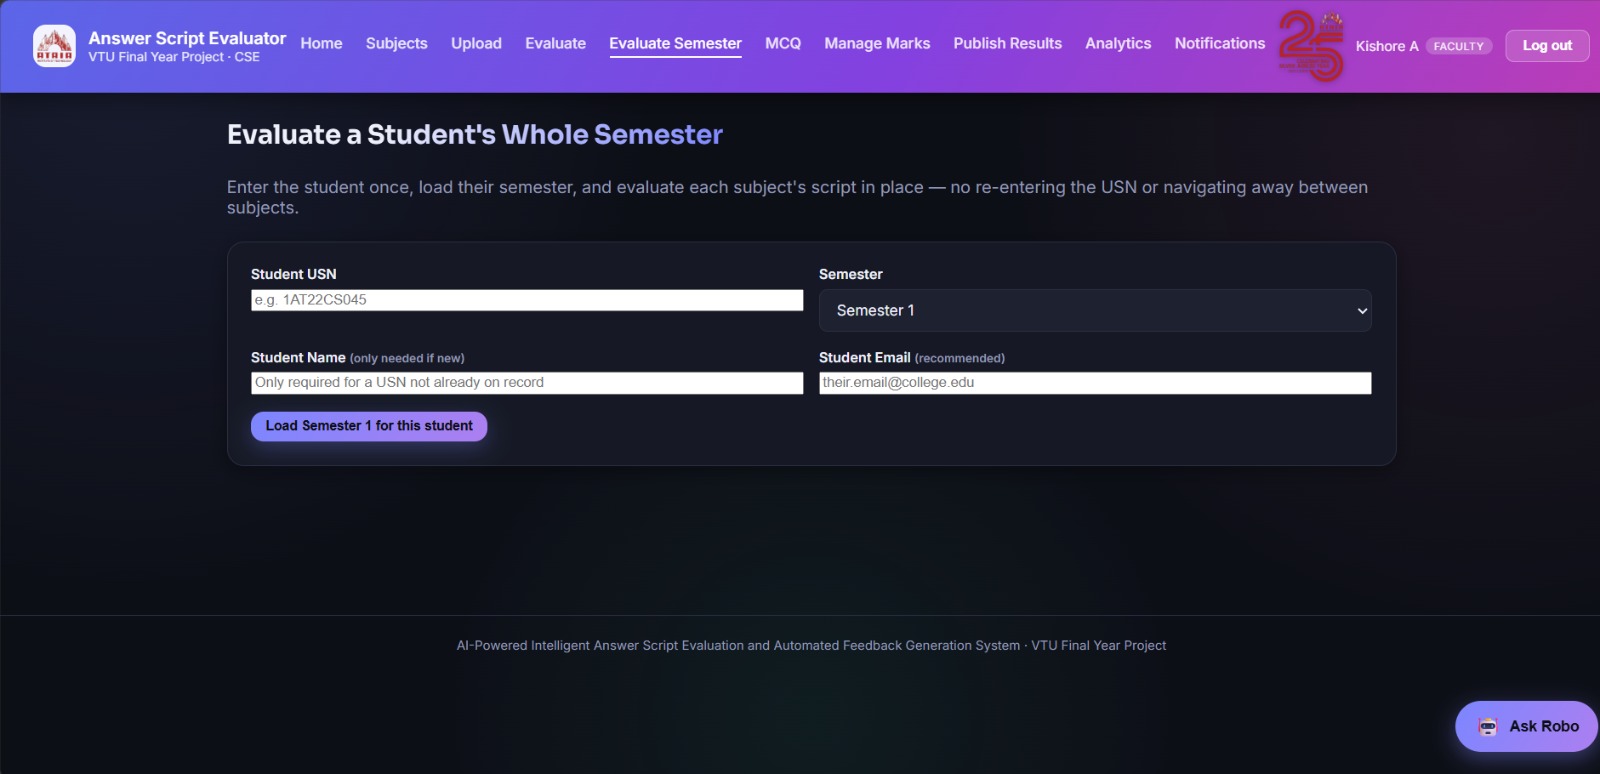 Answer Script Evaluator
VTU Final Year Project · CSE
Home
Subjects
Upload
Evaluate
Evaluate Semester
MCQ
Manage Marks
Publish Results
Analytics
Notifications
25
Kishore A
FACULTY
Log out
Evaluate a Student's Whole Semester
Enter the student once, load their semester, and evaluate each subject's script in place — no re-entering the USN or navigating away between
subjects.
Student USN
e.g. 1AT22CS045
Semester
Semester 1
Student Name (only needed if new)
Only required for a USN not already on record
Student Email (recommended)
their.email@college.edu
Load Semester 1 for this student
AI-Powered Intelligent Answer Script Evaluation and Automated Feedback Generation System · VTU Final Year Project
Ask Robo